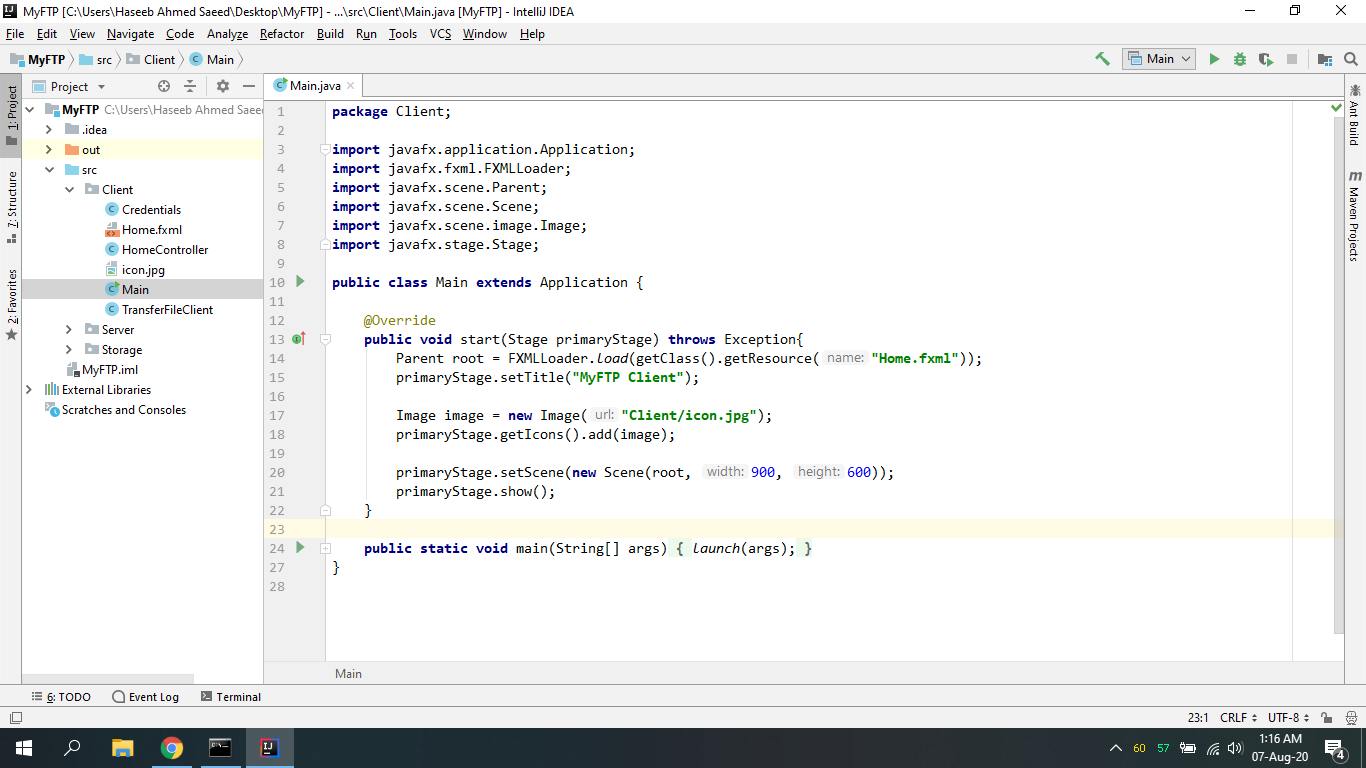 MyFTP [C:\Users\Haseeb Ahmed Saeed\Desktop\MyFTP] - ...\src\Client\Main.java [MyFTP] - IntelliJ IDEA
File Edit View Navigate Code Analyze Refactor Build Run Tools VCS Window Help
MyFTP src Client Main
Main
Project
Main.java
1: Project
7: Structure
2: Favorites
MyFTP C:\Users\Haseeb Ahmed Saeed
.idea
out
src
Client
Credentials
Home.fxml
HomeController
icon.jpg
Main
TransferFileClient
Server
Storage
MyFTP.iml
External Libraries
Scratches and Consoles
1 package Client;
2
3 import javafx.application.Application;
4 import javafx.fxml.FXMLLoader;
5 import javafx.scene.Parent;
6 import javafx.scene.Scene;
7 import javafx.scene.image.Image;
8 import javafx.stage.Stage;
9
10 public class Main extends Application {
11
12 @Override
13 public void start(Stage primaryStage) throws Exception{
14 Parent root = FXMLLoader.load(getClass().getResource( name: "Home.fxml"));
15 primaryStage.setTitle("MyFTP Client");
16
17 Image image = new Image( url: "Client/icon.jpg");
18 primaryStage.getIcons().add(image);
19
20 primaryStage.setScene(new Scene(root, width: 900, height: 600));
21 primaryStage.show();
22 }
23
24 public static void main(String[] args) { launch(args); }
27 }
28
Ant Build
m Maven Projects
Main
6: TODO Event Log Terminal
23:1 CRLF UTF-8
60 57
1:16 AM
07-Aug-20
4